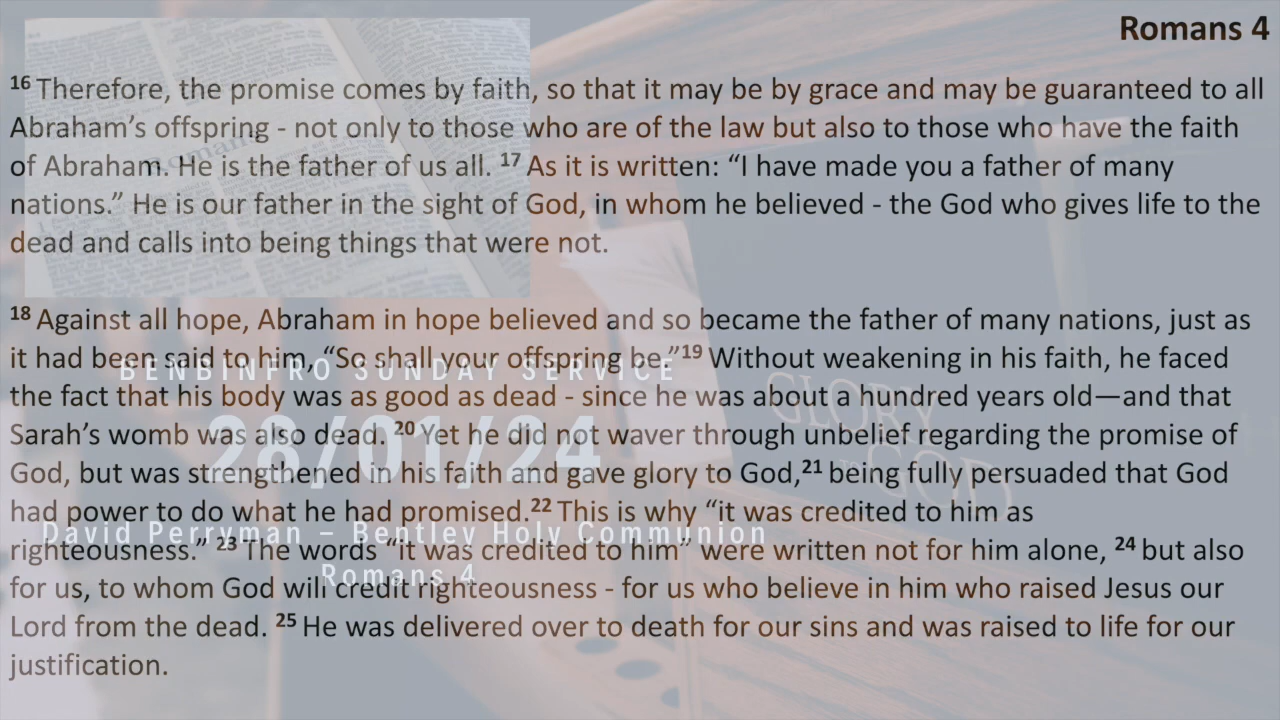 Romans 4
16 Therefore, the promise comes by faith, so that it may be by grace and may be guaranteed to all
Abraham’s offspring - not only to those who are of the law but also to those who have the faith
of Abraham. He is the father of us all. 17 As it is written: “I have made you a father of many
nations.” He is our father in the sight of God, in whom he believed - the God who gives life to the
dead and calls into being things that were not.
18 Against all hope, Abraham in hope believed and so became the father of many nations, just as
it had been said to him, “So shall your offspring be.”19 Without weakening in his faith, he faced
the fact that his body was as good as dead - since he was about a hundred years old—and that
Sarah’s womb was also dead. 20 Yet he did not waver through unbelief regarding the promise of
God, but was strengthened in his faith and gave glory to God,21 being fully persuaded that God
had power to do what he had promised.22 This is why “it was credited to him as
righteousness.” 23 The words “it was credited to him” were written not for him alone, 24 but also
for us, to whom God will credit righteousness - for us who believe in him who raised Jesus our
Lord from the dead. 25 He was delivered over to death for our sins and was raised to life for our
justification.
BENBINFRO SUNDAY SERVICE
28/01/24
David Perryman – Bentley Holy Communion
Romans 4
GLORY
TO
GOD